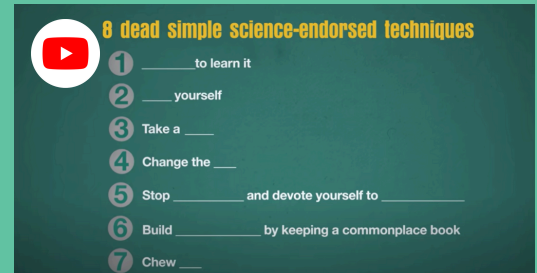 8 dead simple science-endorsed techniques
1 ________to learn it
2 ____ yourself
3 Take a ____
4 Change the ___
5 Stop __________ and devote yourself to ____________
6 Build ____________ by keeping a commonplace book
7 Chew ___